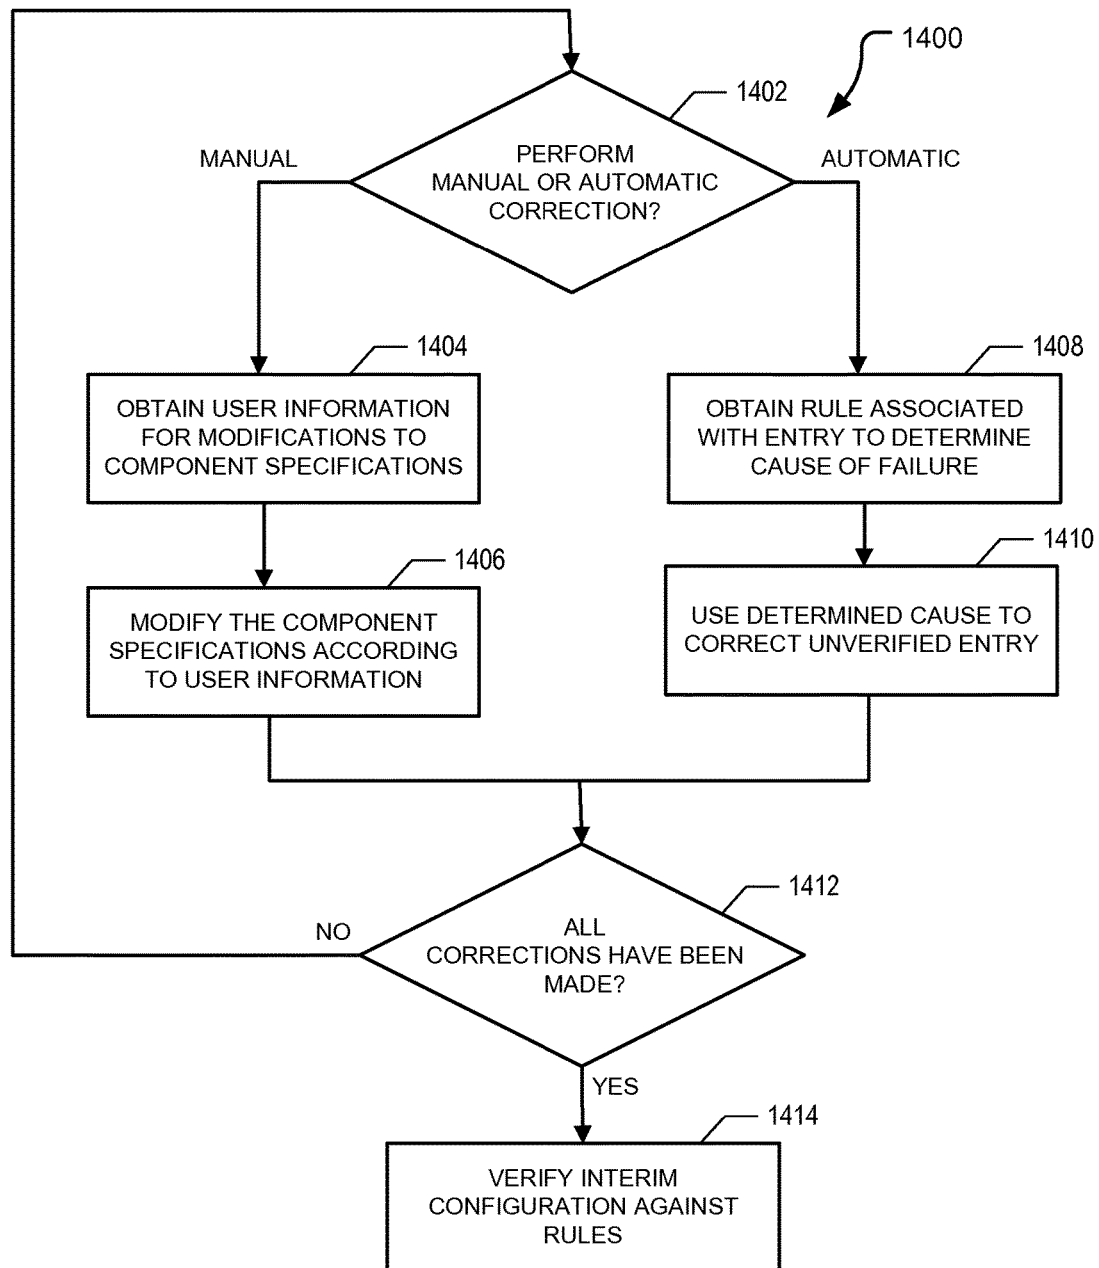 1400
1402
PERFORM
MANUAL OR AUTOMATIC
CORRECTION?
MANUAL
AUTOMATIC
1404
OBTAIN USER INFORMATION
FOR MODIFICATIONS TO
COMPONENT SPECIFICATIONS
1408
OBTAIN RULE ASSOCIATED
WITH ENTRY TO DETERMINE
CAUSE OF FAILURE
1406
MODIFY THE COMPONENT
SPECIFICATIONS ACCORDING
TO USER INFORMATION
1410
USE DETERMINED CAUSE TO
CORRECT UNVERIFIED ENTRY
1412
ALL
CORRECTIONS HAVE BEEN
MADE?
NO
YES
1414
VERIFY INTERIM
CONFIGURATION AGAINST
RULES